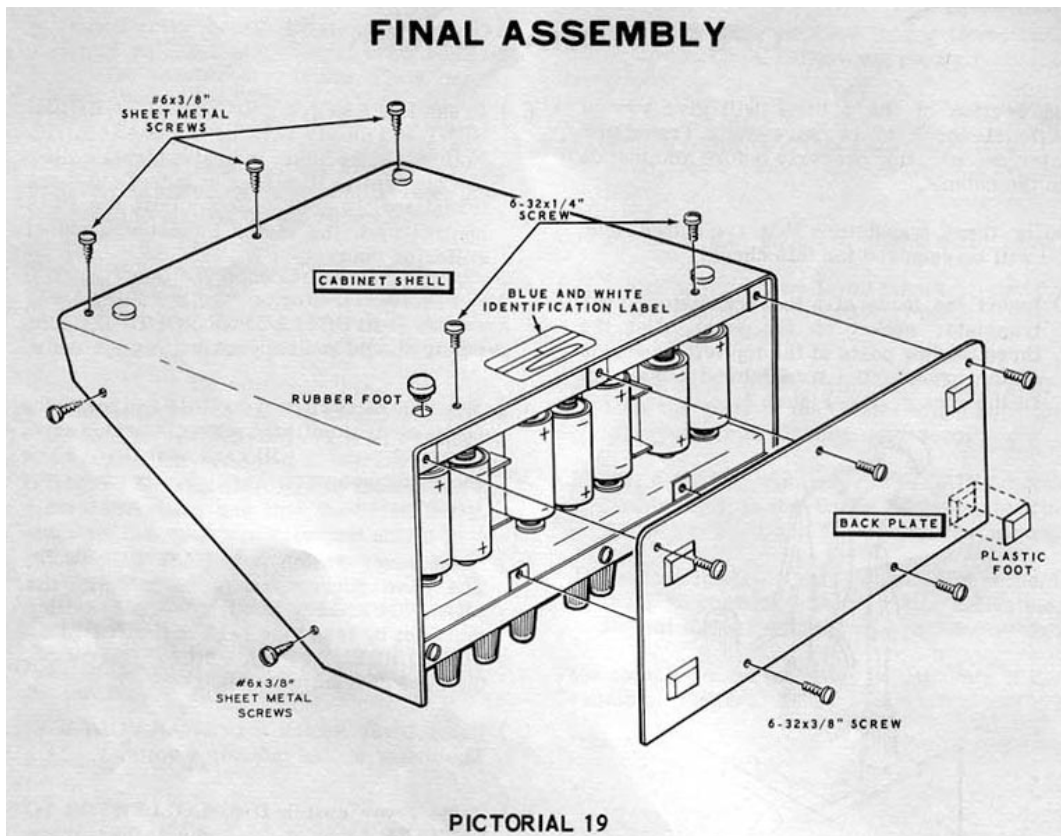 FINAL ASSEMBLY
#6x3/8"
SHEET METAL
SCREWS
6-32x1/4"
SCREW
CABINET SHELL
BLUE AND WHITE
IDENTIFICATION LABEL
RUBBER FOOT
BACK PLATE
PLASTIC
FOOT
#6x3/8"
SHEET METAL
SCREWS
6-32x3/8" SCREW
PICTORIAL 19